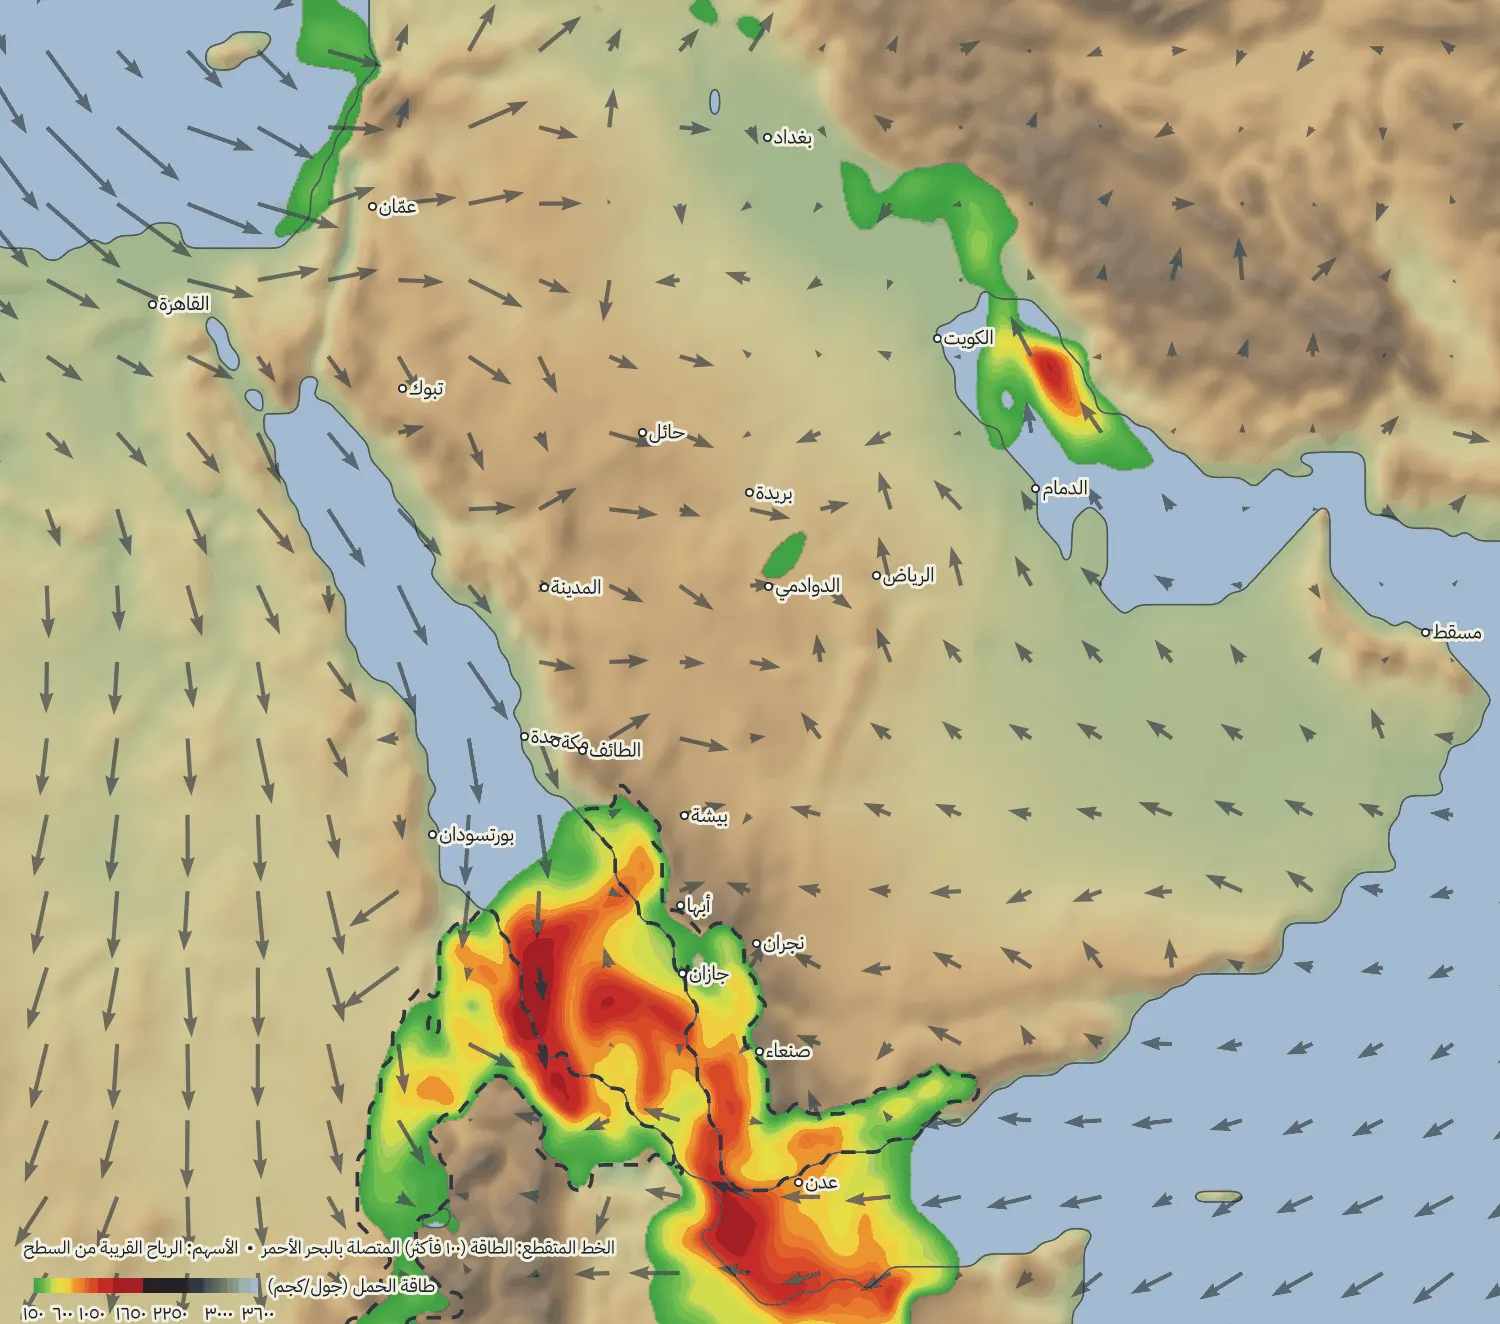 بغداد
عمّان
القاهرة
الكويت
تبوك
حائل
الدمام
بريدة
الرياض
الدوادمي
المدينة
مسقط
جدة
مكة
الطائف
بيشة
بورتسودان
أبها
نجران
جازان
صنعاء
عدن
الخط المتقطع: الطاقة (١٠٠ فأكثر) المتصلة بالبحر الأحمر • الأسهم: الرياح القريبة من السطح
طاقة الحمل (جول/كجم)
١٥٠ ٦٠٠ ١٠٥٠ ١٦٥٠ ٢٢٥٠ ٣٠٠٠ ٣٦٠٠